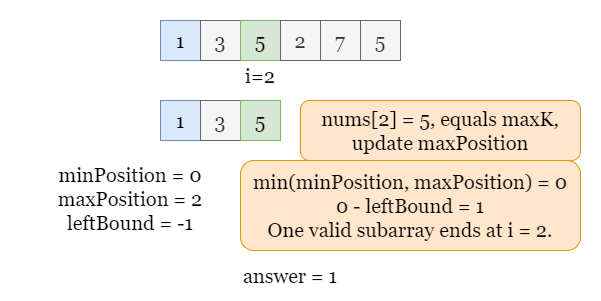 1 3 5 2 7 5
i=2
1 3 5
nums[2] = 5, equals maxK,
update maxPosition
minPosition = 0
maxPosition = 2
leftBound = -1
min(minPosition, maxPosition) = 0
0 - leftBound = 1
One valid subarray ends at i = 2.
answer = 1